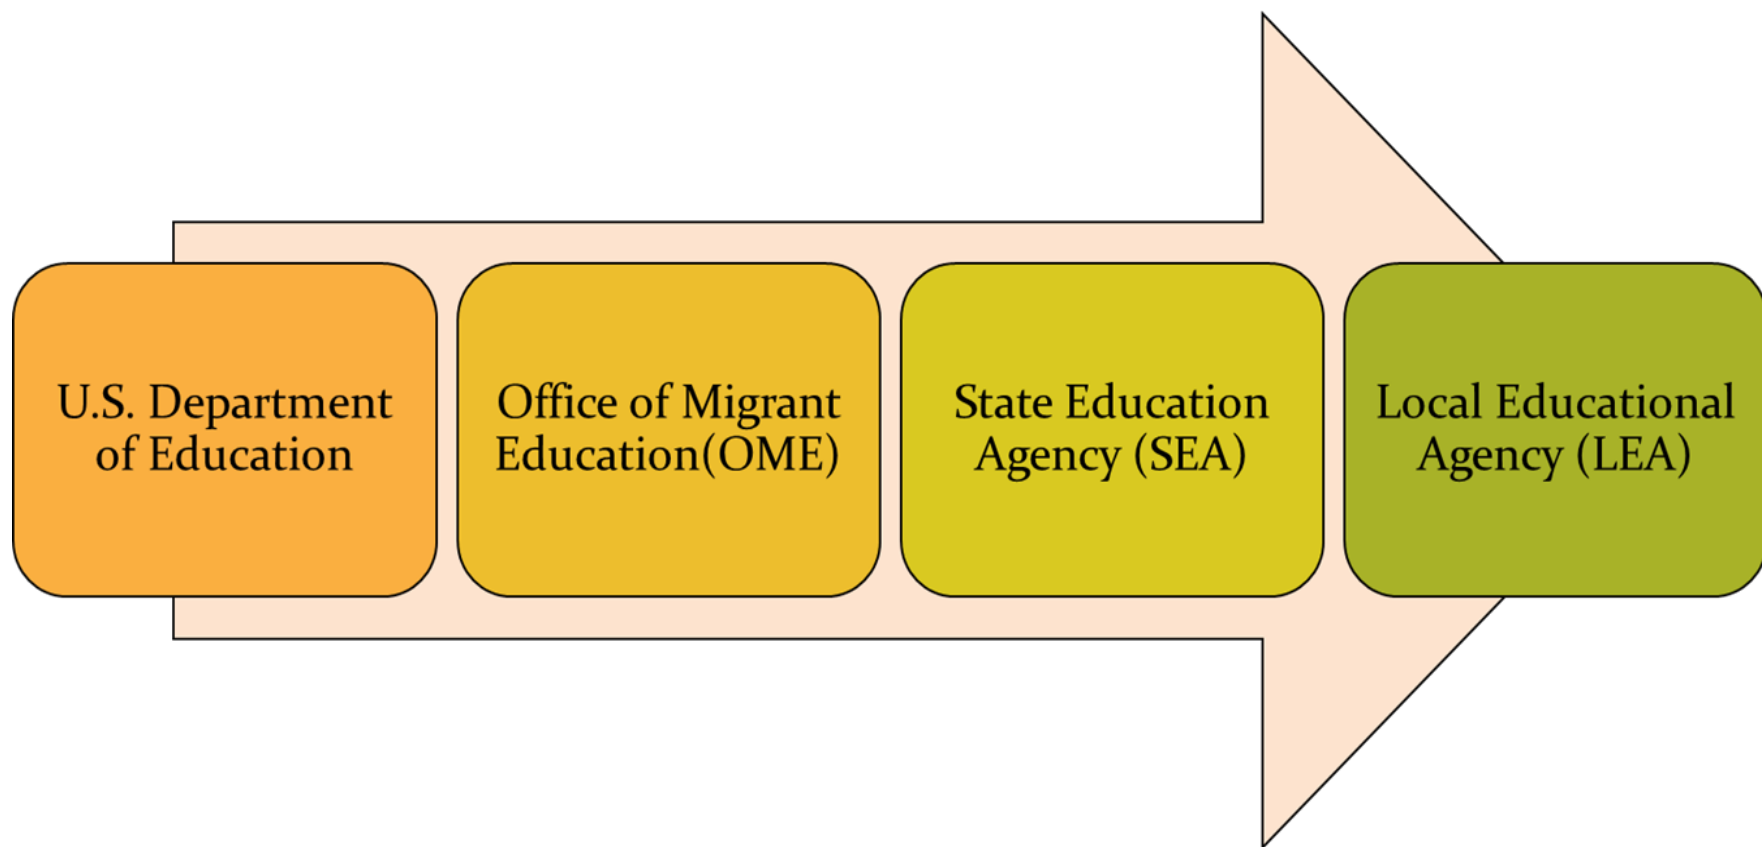 U.S. Department
of Education
Office of Migrant
Education(OME)
State Education
Agency (SEA)
Local Educational
Agency (LEA)